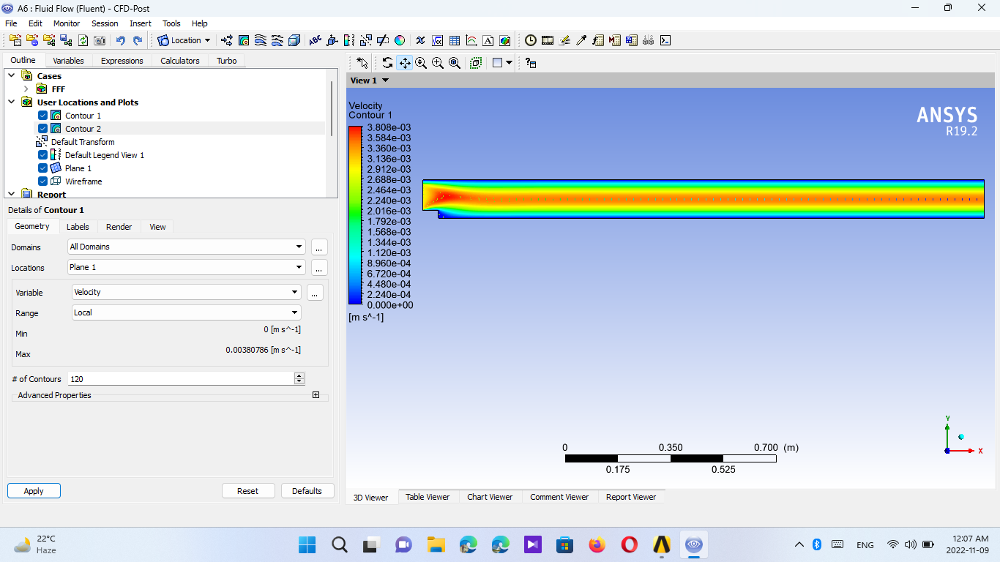 A6 : Fluid Flow (Fluent) - CFD-Post
File Edit Monitor Session Insert Tools Help
Location
Outline Variables Expressions Calculators Turbo
Cases
FFF
User Locations and Plots
Contour 1
Contour 2
Default Transform
Default Legend View 1
Plane 1
Wireframe
Report
Details of Contour 1
Geometry Labels Render View
Domains All Domains ...
Locations Plane 1 ...
Variable Velocity ...
Range Local
Min 0 [m s^-1]
Max 0.00380786 [m s^-1]
# of Contours 120
Advanced Properties
Apply Reset Defaults
View 1
Velocity
Contour 1
3.808e-03
3.584e-03
3.360e-03
3.136e-03
2.912e-03
2.688e-03
2.464e-03
2.240e-03
2.016e-03
1.792e-03
1.568e-03
1.344e-03
1.120e-03
8.960e-04
6.720e-04
4.480e-04
2.240e-04
0.000e+00
[m s^-1]
ANSYS
R19.2
0 0.350 0.700 (m)
0.175 0.525
Y
X
3D Viewer Table Viewer Chart Viewer Comment Viewer Report Viewer
22°C
Haze
ENG
12:07 AM
2022-11-09